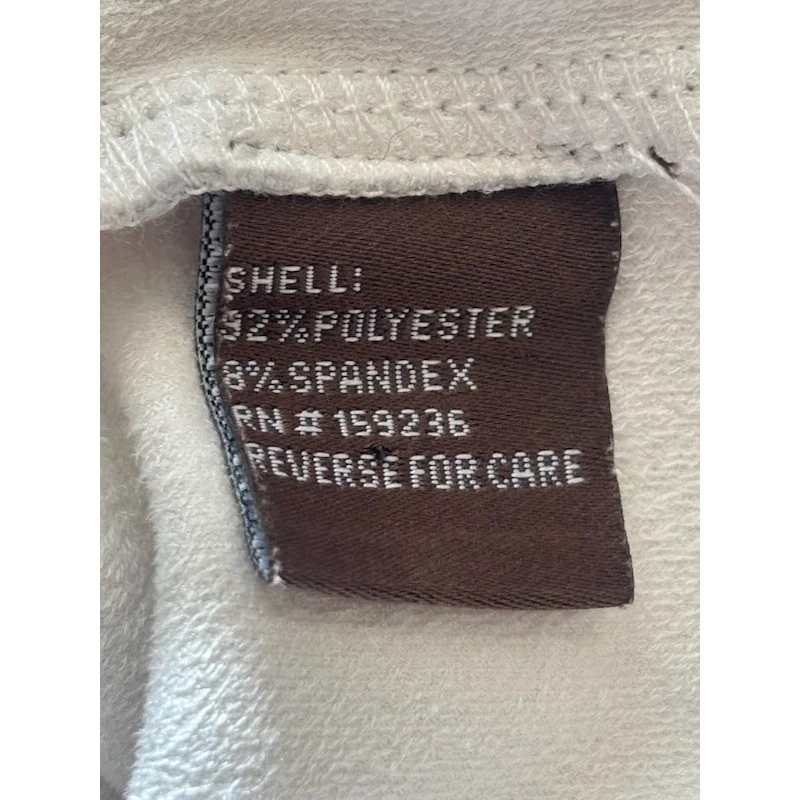 SHELL:
92%POLYESTER
8%SPANDEX
RN # 159236
REVERSE FOR CARE